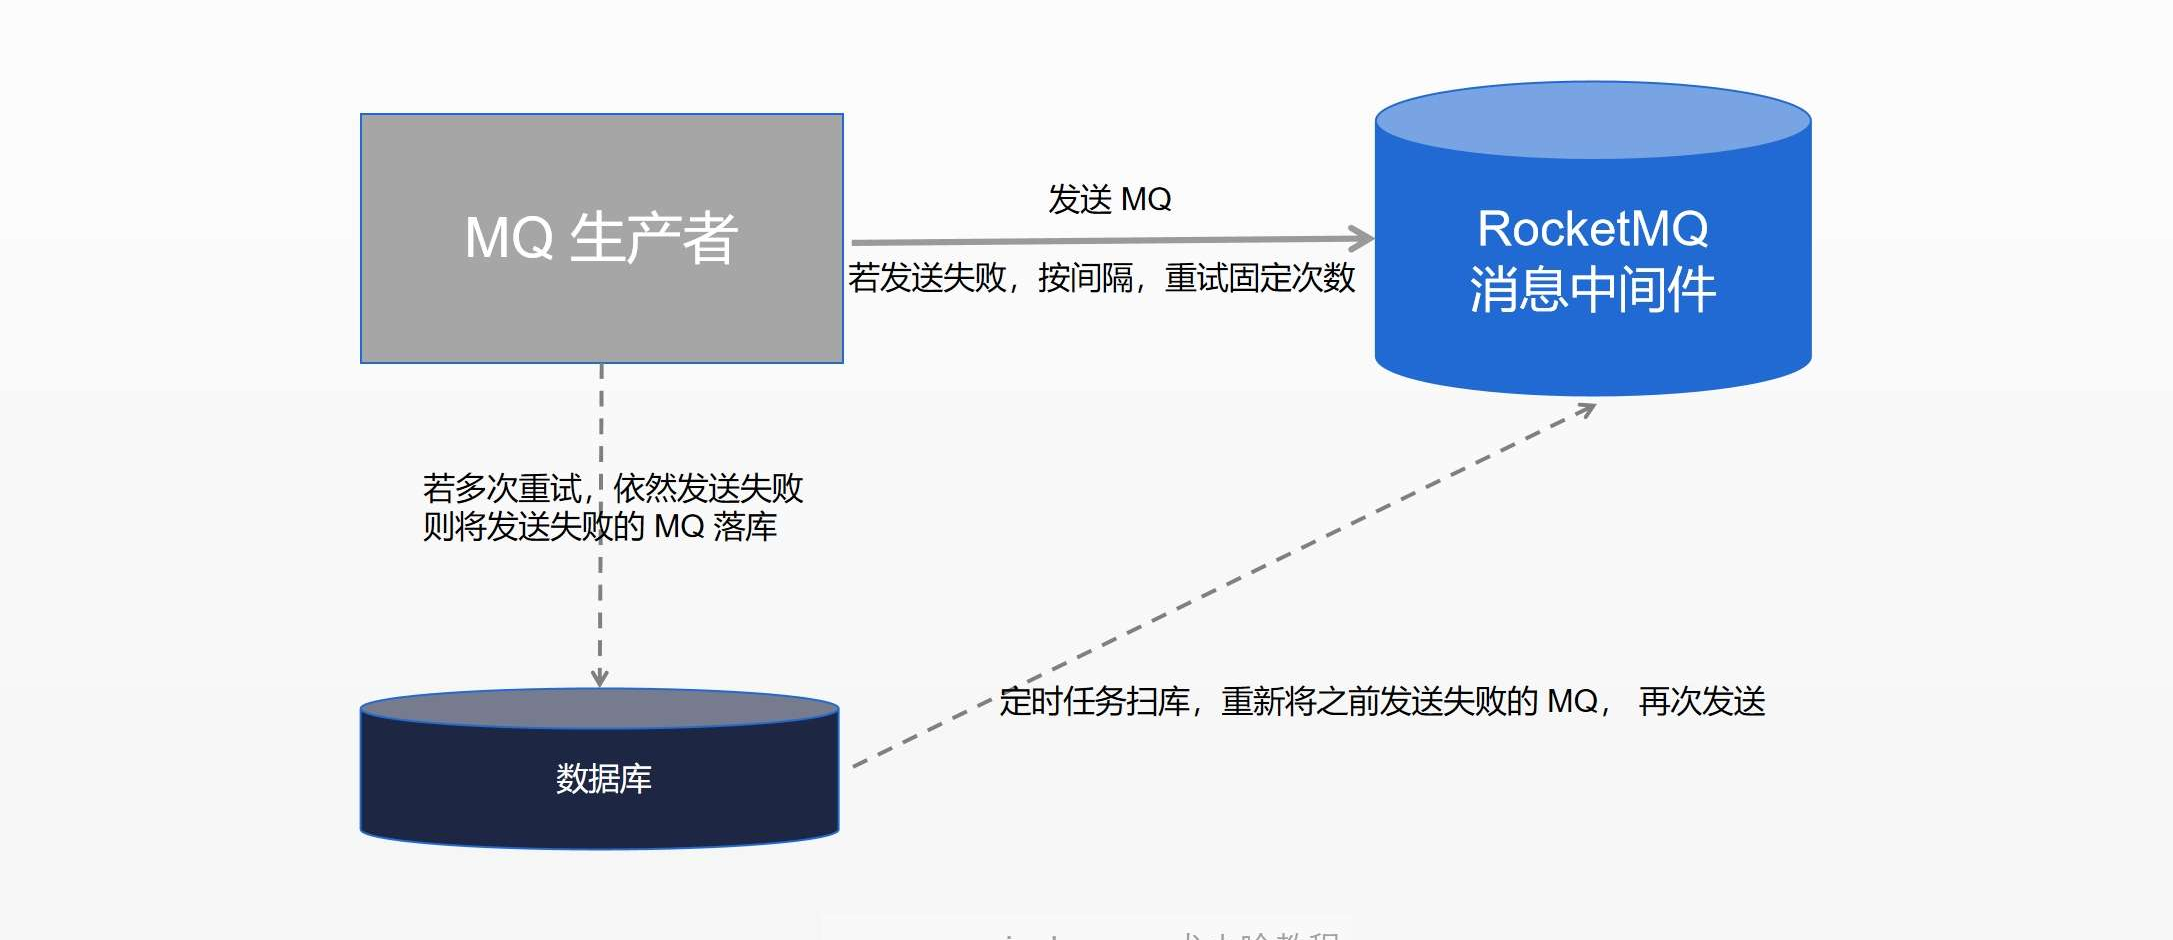 发送 MQ
MQ 生产者
RocketMQ
消息中间件
若发送失败，按间隔，重试固定次数
若多次重试，依然发送失败
则将发送失败的 MQ 落库
定时任务扫库，重新将之前发送失败的 MQ， 再次发送
数据库